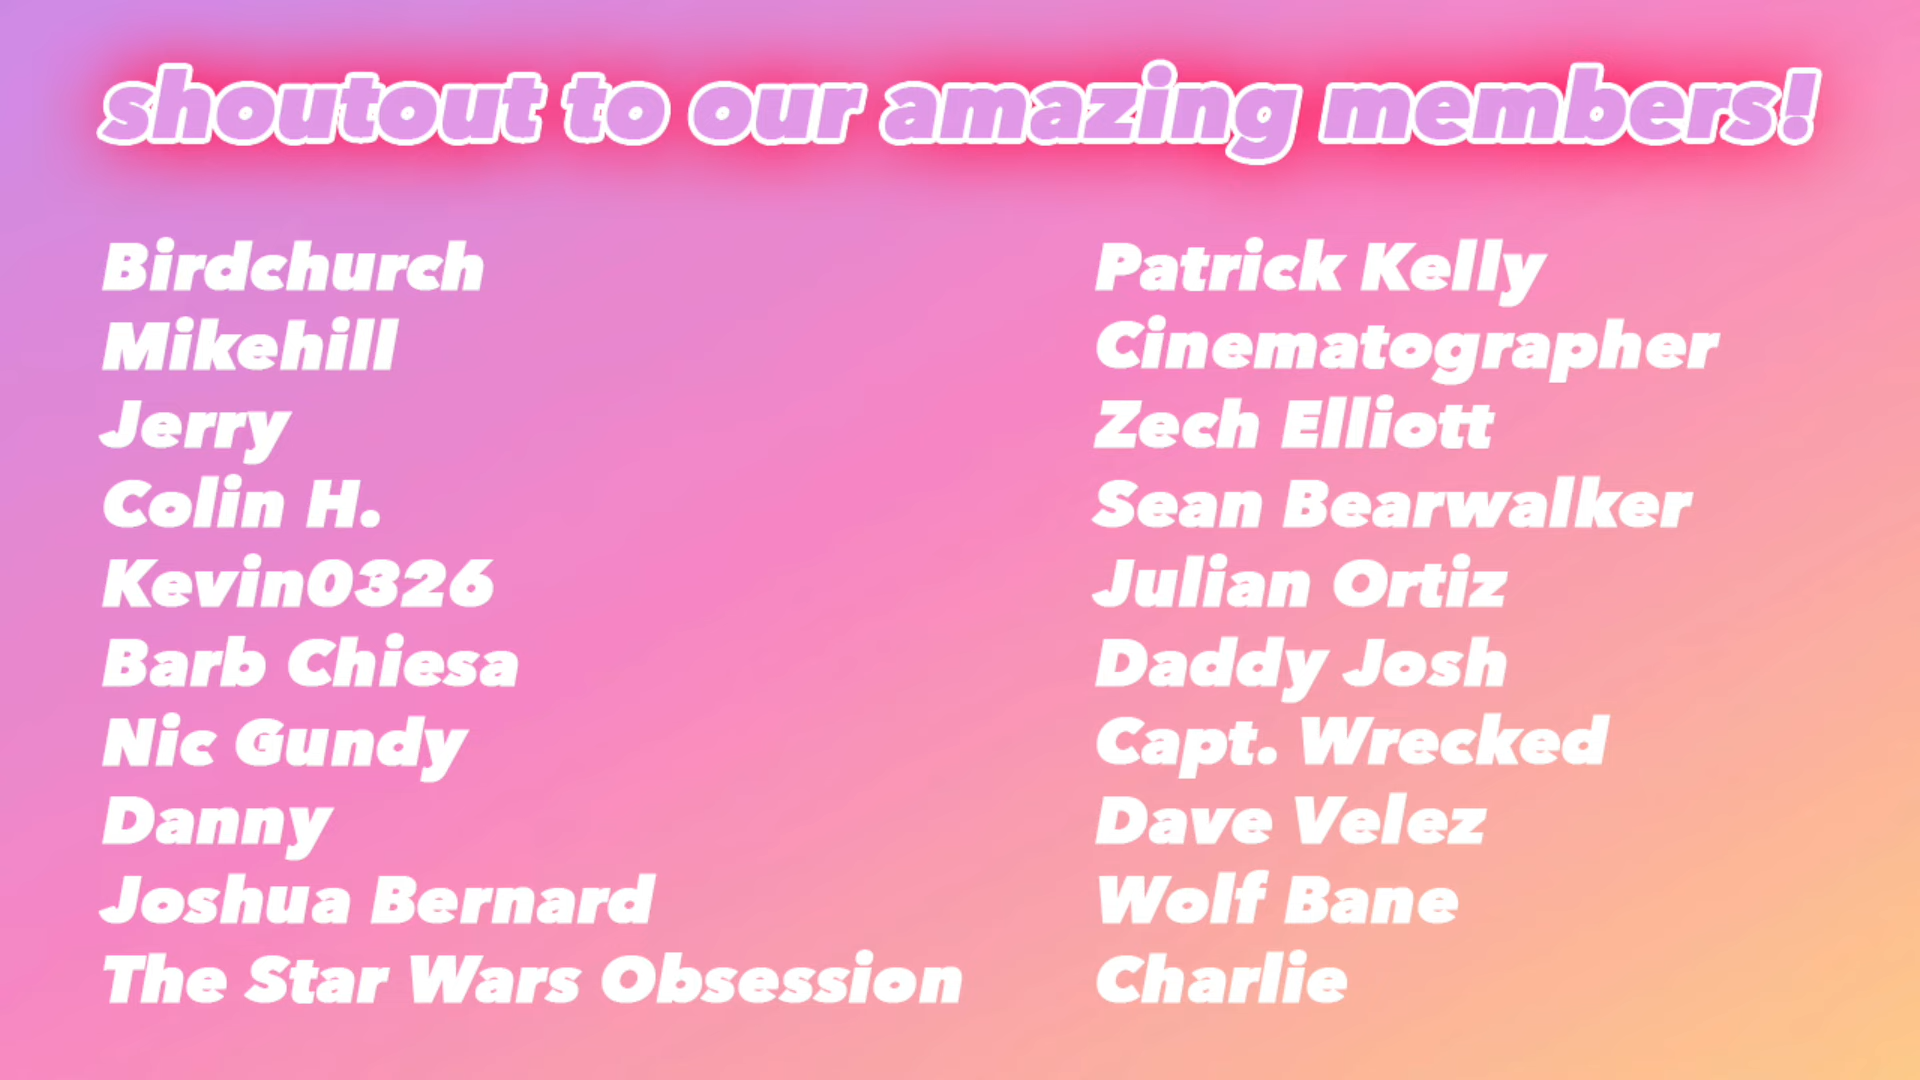 shoutout to our amazing members!
Birdchurch
Mikehill
Jerry
Colin H.
Kevin0326
Barb Chiesa
Nic Gundy
Danny
Joshua Bernard
The Star Wars Obsession
Patrick Kelly
Cinematographer
Zech Elliott
Sean Bearwalker
Julian Ortiz
Daddy Josh
Capt. Wrecked
Dave Velez
Wolf Bane
Charlie